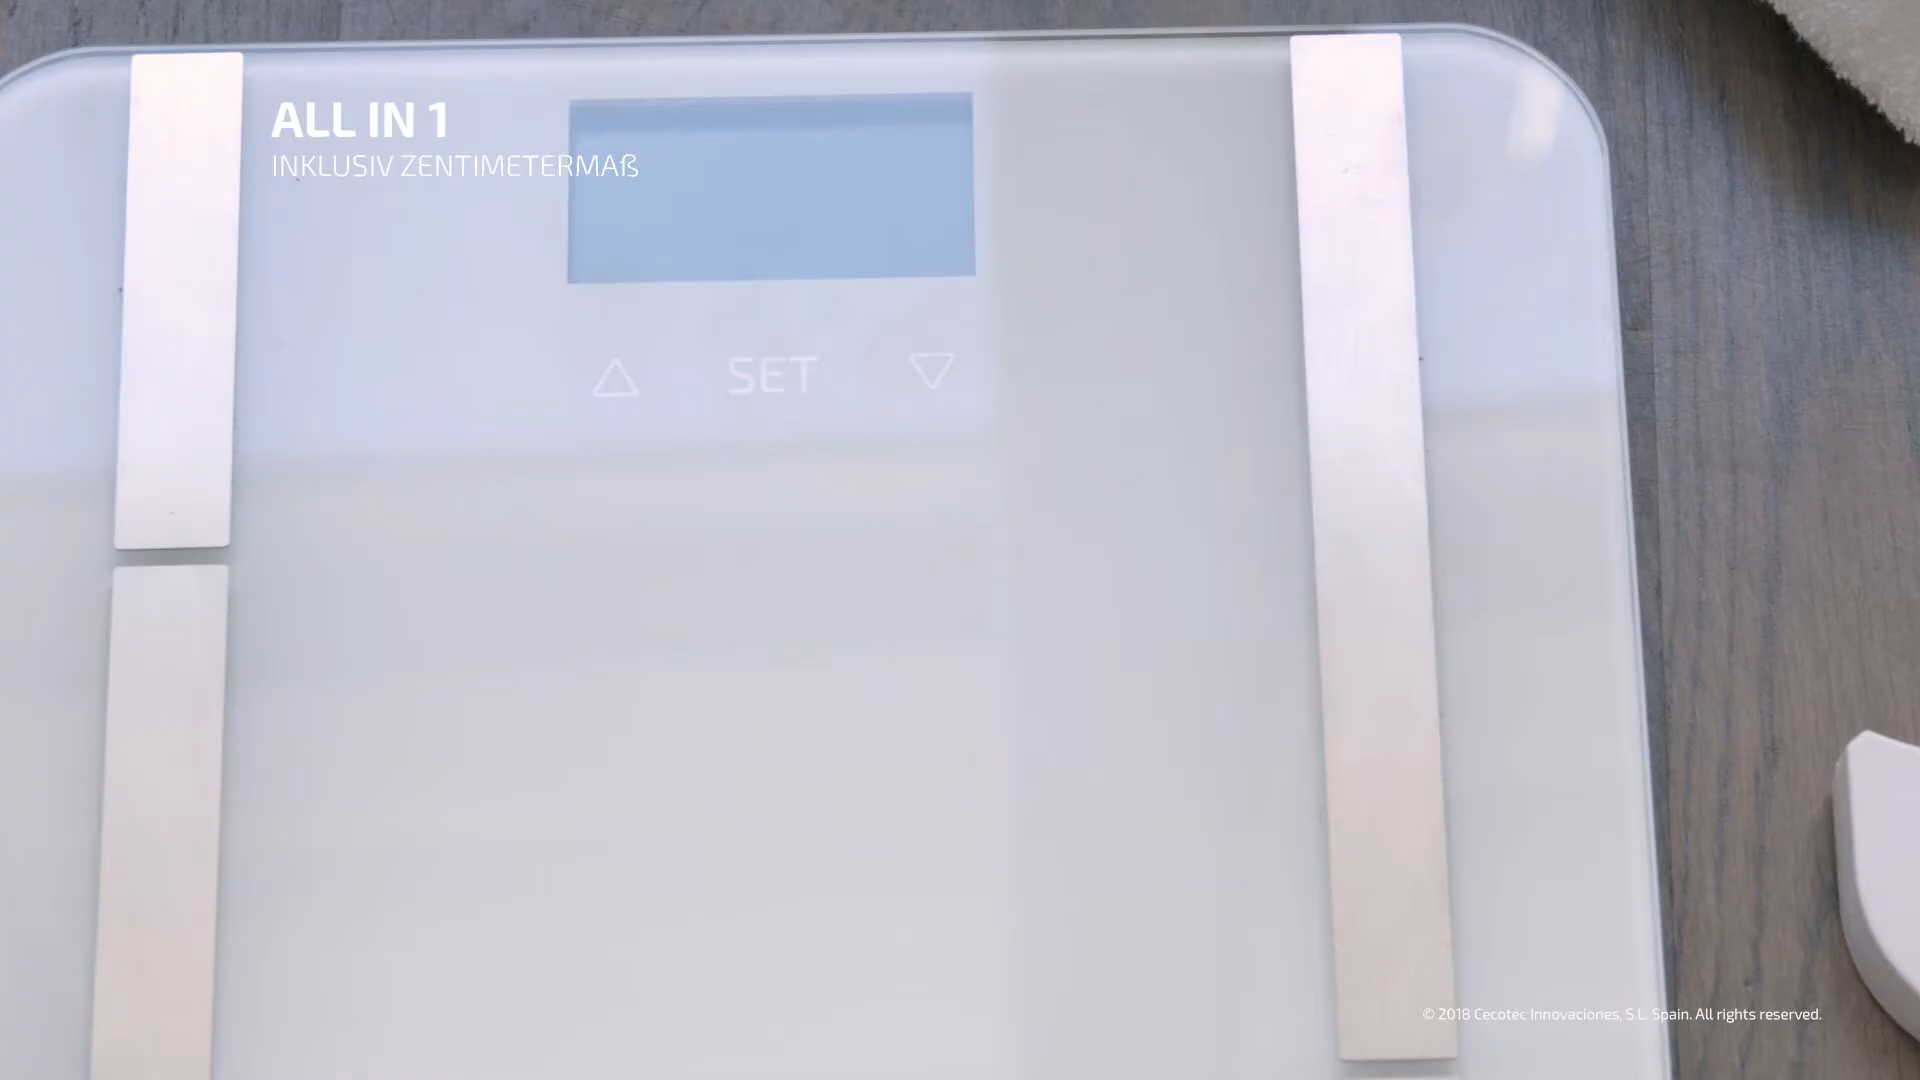 ALL IN 1
INKLUSIV ZENTIMETERMAß
SET
© 2018 Cecotec Innovaciones, S.L. Spain. All rights reserved.